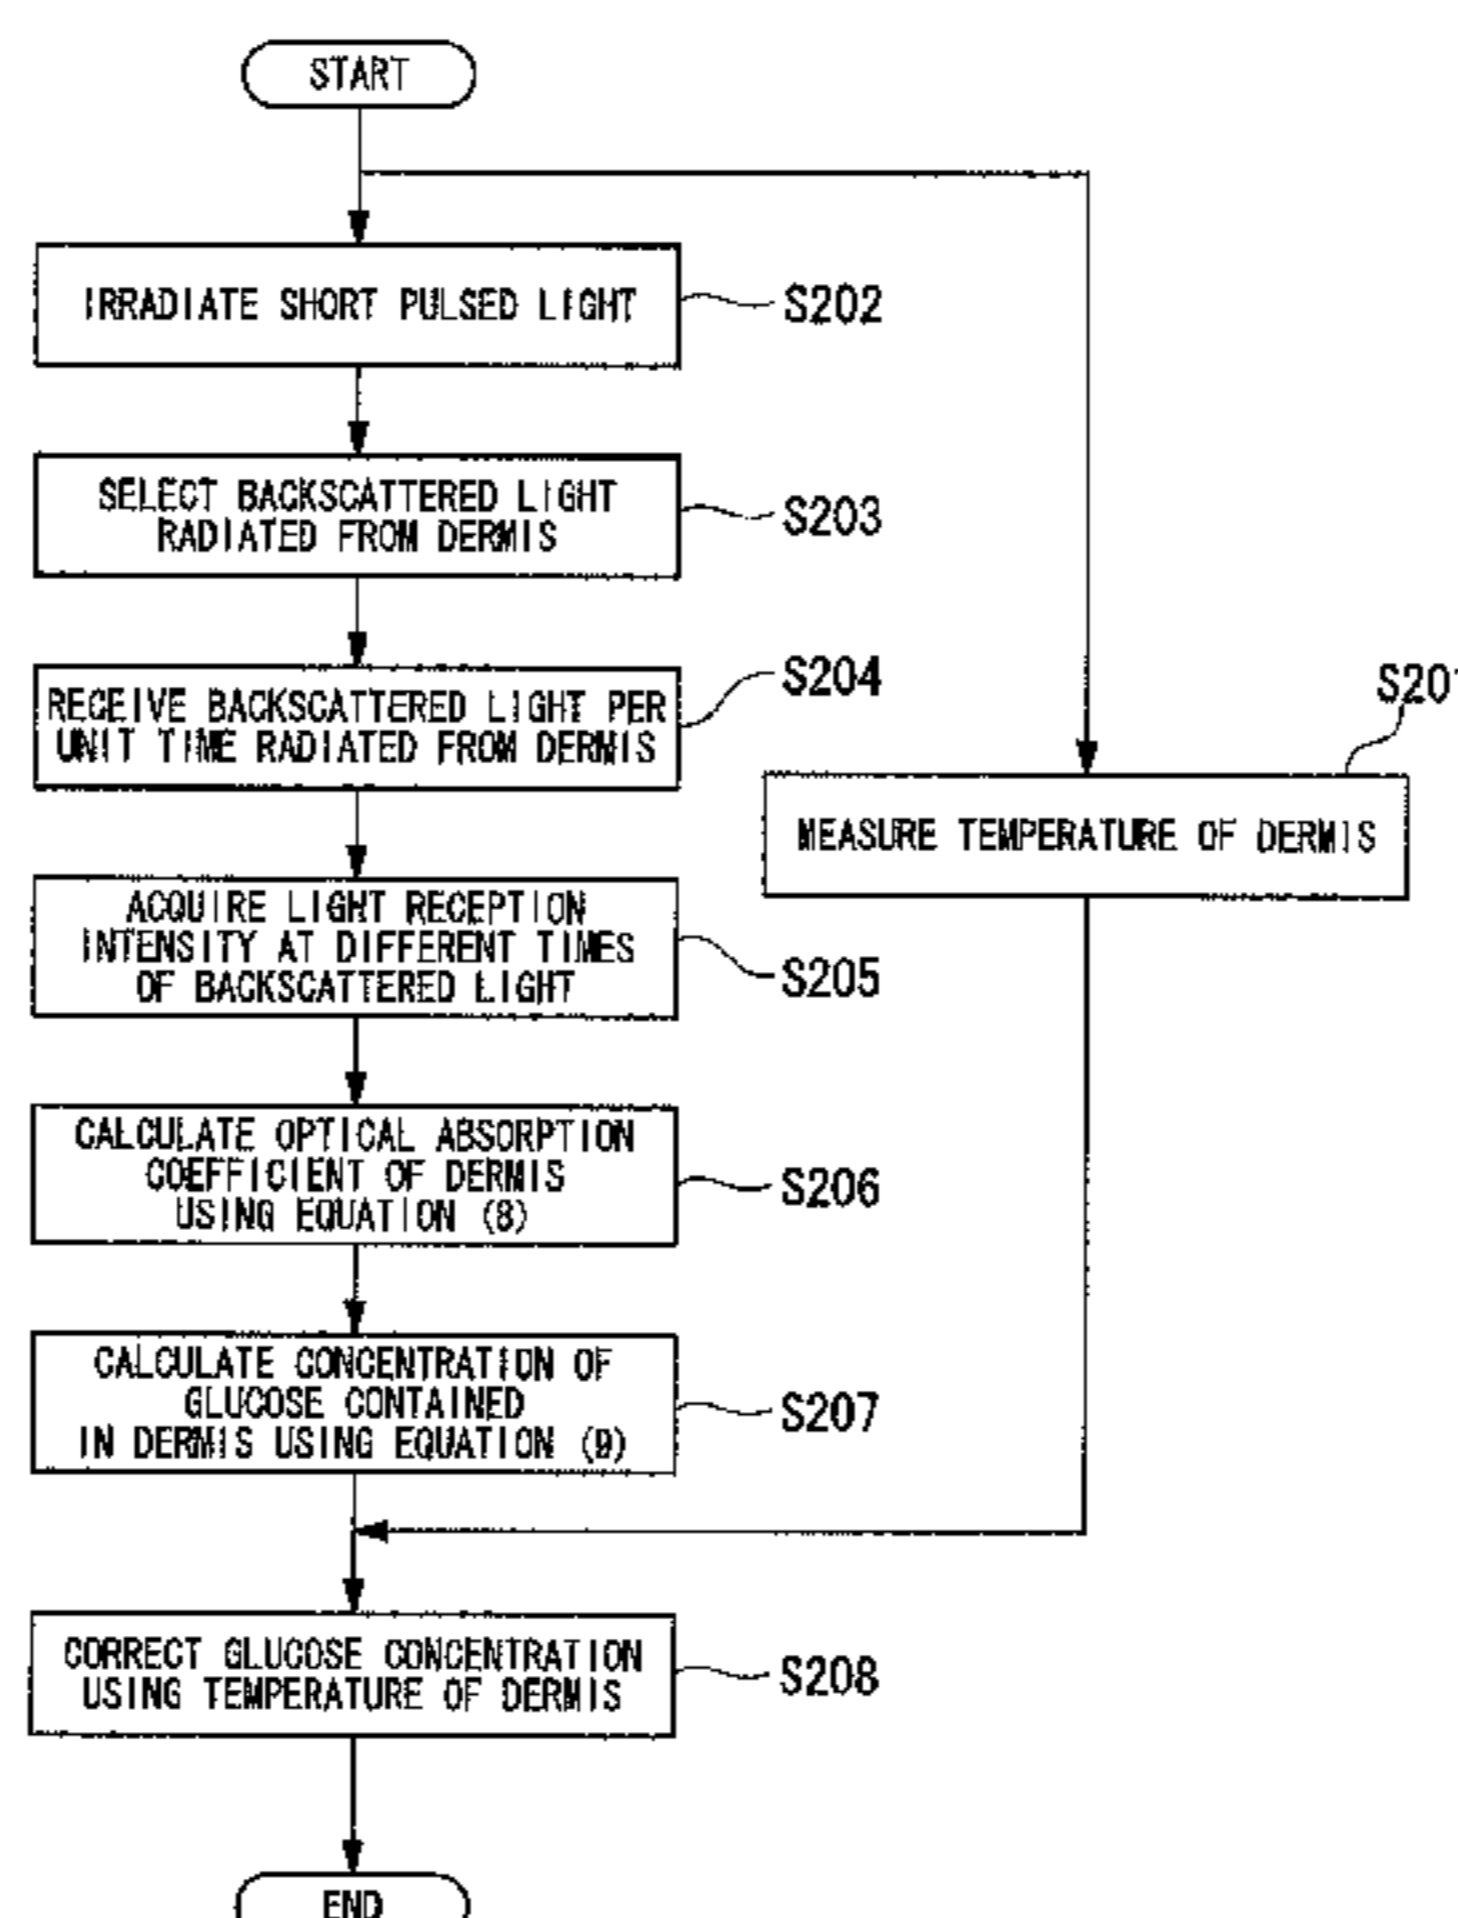 START
IRRADIATE SHORT PULSED LIGHT
S202
SELECT BACKSCATTERED LIGHT
RADIATED FROM DERMIS
S203
RECEIVE BACKSCATTERED LIGHT PER
UNIT TIME RADIATED FROM DERMIS
S204
S201
MEASURE TEMPERATURE OF DERMIS
ACQUIRE LIGHT RECEPTION
INTENSITY AT DIFFERENT TIMES
OF BACKSCATTERED LIGHT
S205
CALCULATE OPTICAL ABSORPTION
COEFFICIENT OF DERMIS
USING EQUATION (8)
S206
CALCULATE CONCENTRATION OF
GLUCOSE CONTAINED
IN DERMIS USING EQUATION (9)
S207
CORRECT GLUCOSE CONCENTRATION
USING TEMPERATURE OF DERMIS
S208
END